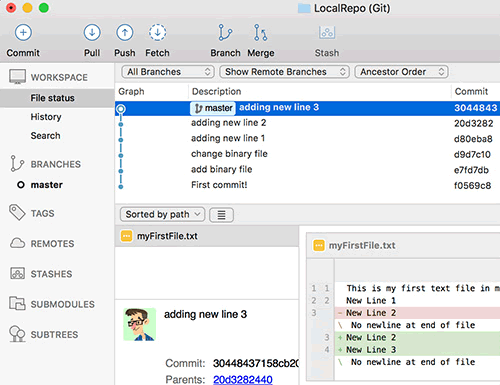 LocalRepo (Git)
Commit Pull Push Fetch Branch Merge Stash
All Branches Show Remote Branches Ancestor Order
WORKSPACE
File status
History
Search
BRANCHES
master
TAGS
REMOTES
STASHES
SUBMODULES
SUBTREES
Graph Description Commit
master adding new line 3 3044843
adding new line 2 20d3282
adding new line 1 d80eba8
change binary file d9d7c10
add binary file e7fd7db
First commit! f0569c8
Sorted by path
myFirstFile.txt
adding new line 3
Commit: 30448437158cb20
Parents: 20d3282440
myFirstFile.txt
1 1 This is my first text file in m
2 2 New Line 1
3 - New Line 2
\ No newline at end of file
3 + New Line 2
4 + New Line 3
\ No newline at end of file